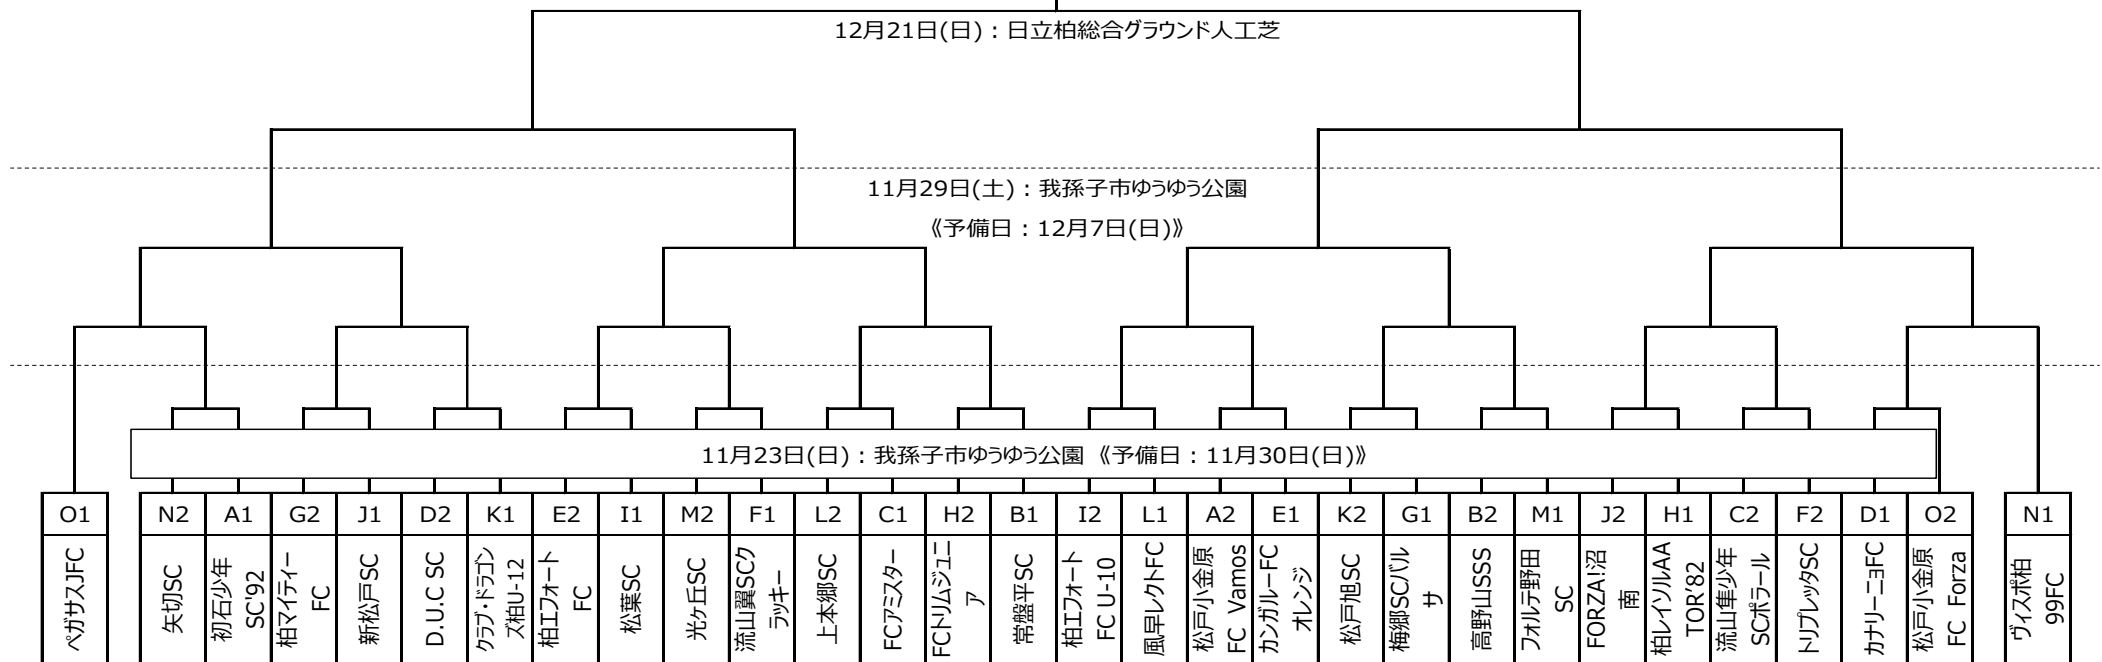 12月21日(日)：日立柏総合グラウンド人工芝
11月29日(土)：我孫子市ゆうゆう公園
《予備日：12月7日(日)》
11月23日(日)：我孫子市ゆうゆう公園 《予備日：11月30日(日)》
O1 N2 A1 G2 J1 D2 K1 E2 I1 M2 F1 L2 C1 H2 B1 I2 L1 A2 E1 K2 G1 B2 M1 J2 H1 C2 F2 D1 O2 N1
ペガサスJFC
矢切SC
初石少年
SC'92
柏マイティー
FC
新松戸SC
D.U.C SC
クラブ・ドラゴン
ズ柏U-12
柏エフォート
FC
松葉SC
光ヶ丘SC
流山翼SCク
ラッキー
上本郷SC
FCアミスター
FCトリムジュニ
ア
常盤平SC
柏エフォート
FC U-10
風早レクトFC
松戸小金原
FC Vamos
カンガルーFC
オレンジ
松戸旭SC
梅郷SCバル
サ
高野山SSS
フォルテ野田
SC
FORZA!沼
南
柏レイソルAA
TOR'82
流山隼少年
SCポラール
トリプレッタSC
カナリーニョFC
松戸小金原
FC Forza
ヴィスポ柏
99FC